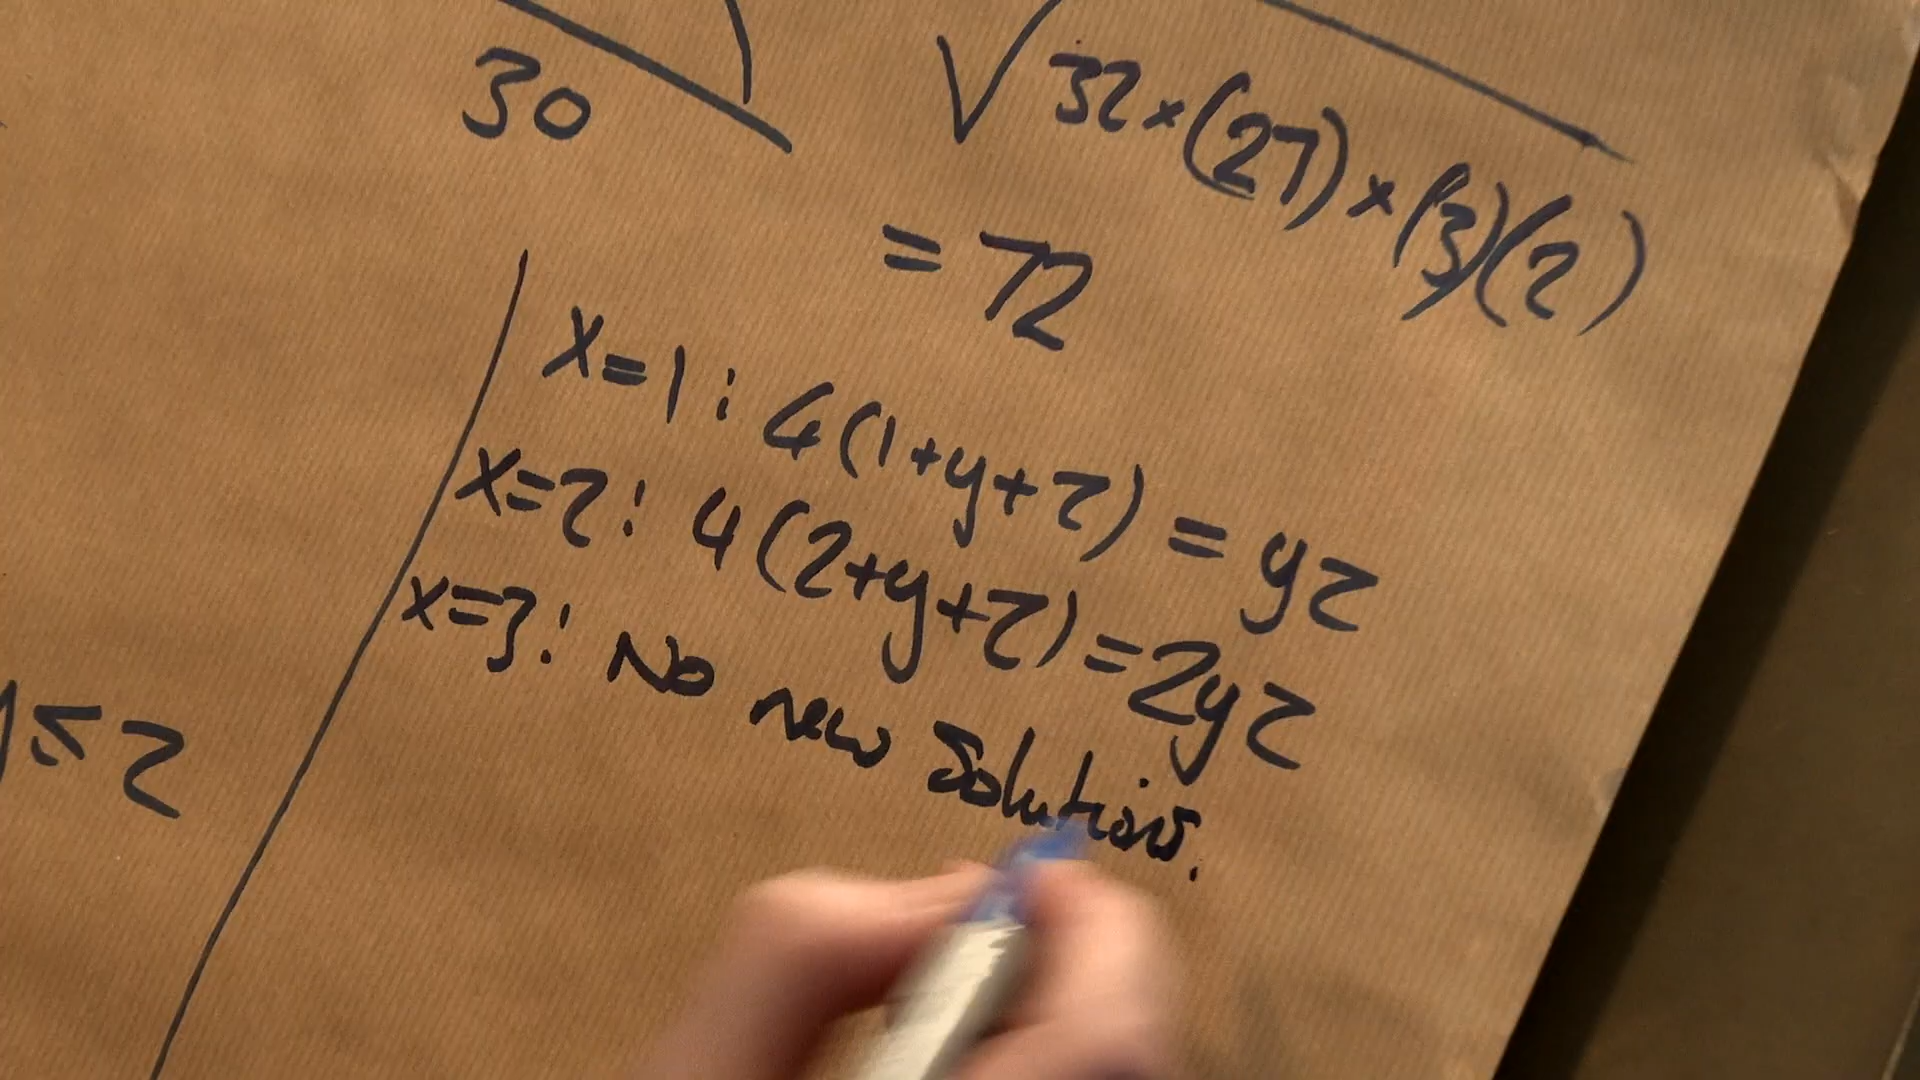 30
√32×(27)×(3)(2)
= 72
x=1: 4(1+y+z) = yz
x=2: 4(2+y+z)=2yz
x=3: No new solutions.
y≤z